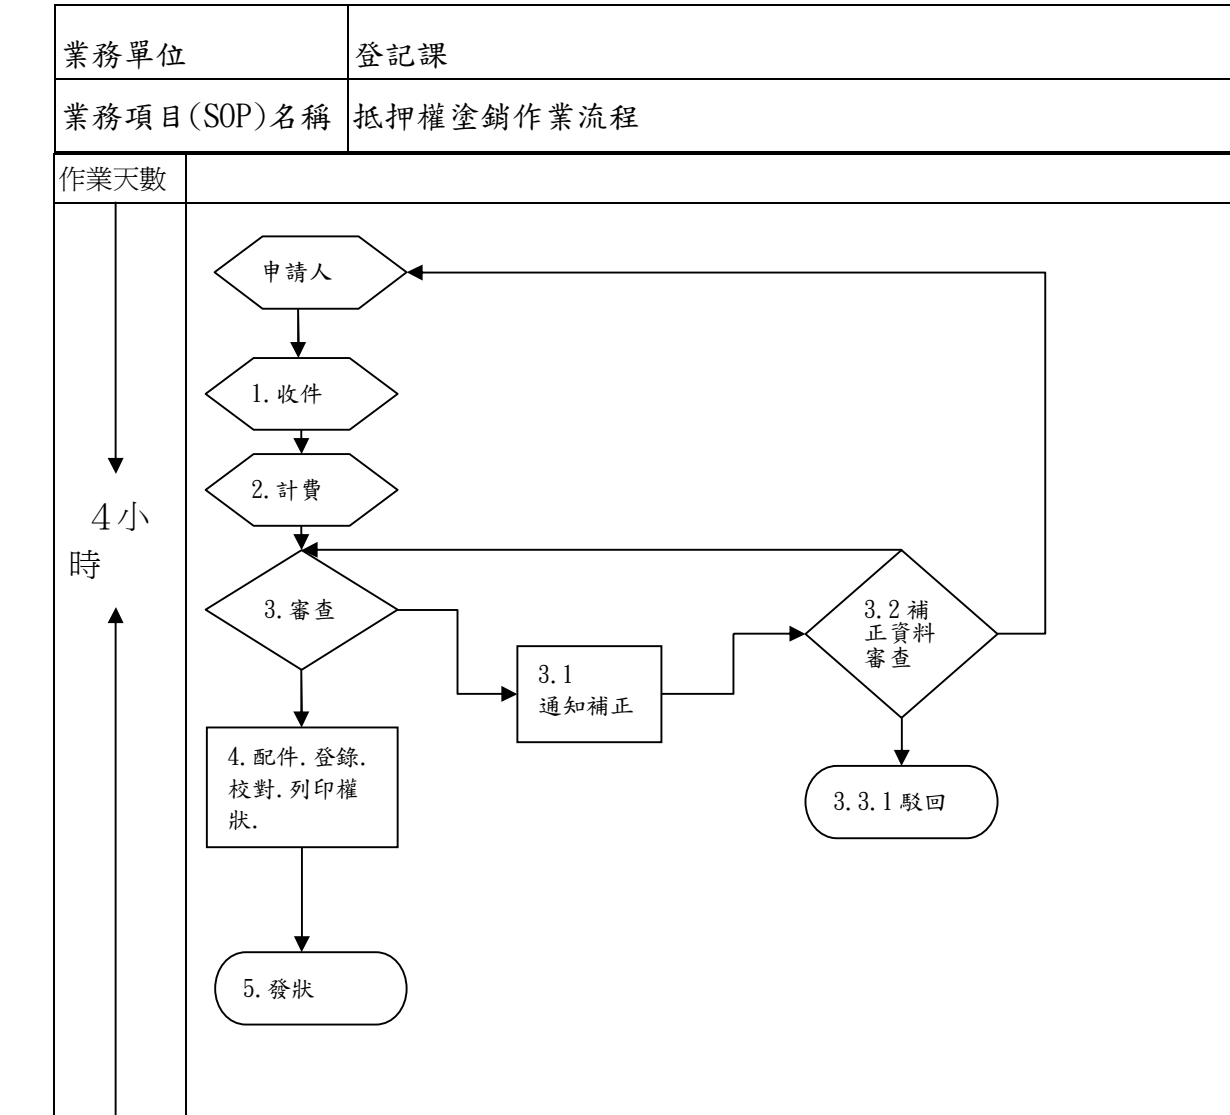 業務單位
登記課
業務項目(SOP)名稱
抵押權塗銷作業流程
作業天數
申請人
1.收件
2.計費
4小
時
3.審查
3.2補
正資料
審查
3.1
通知補正
4.配件.登錄.
校對.列印權
狀.
3.3.1駁回
5.發狀